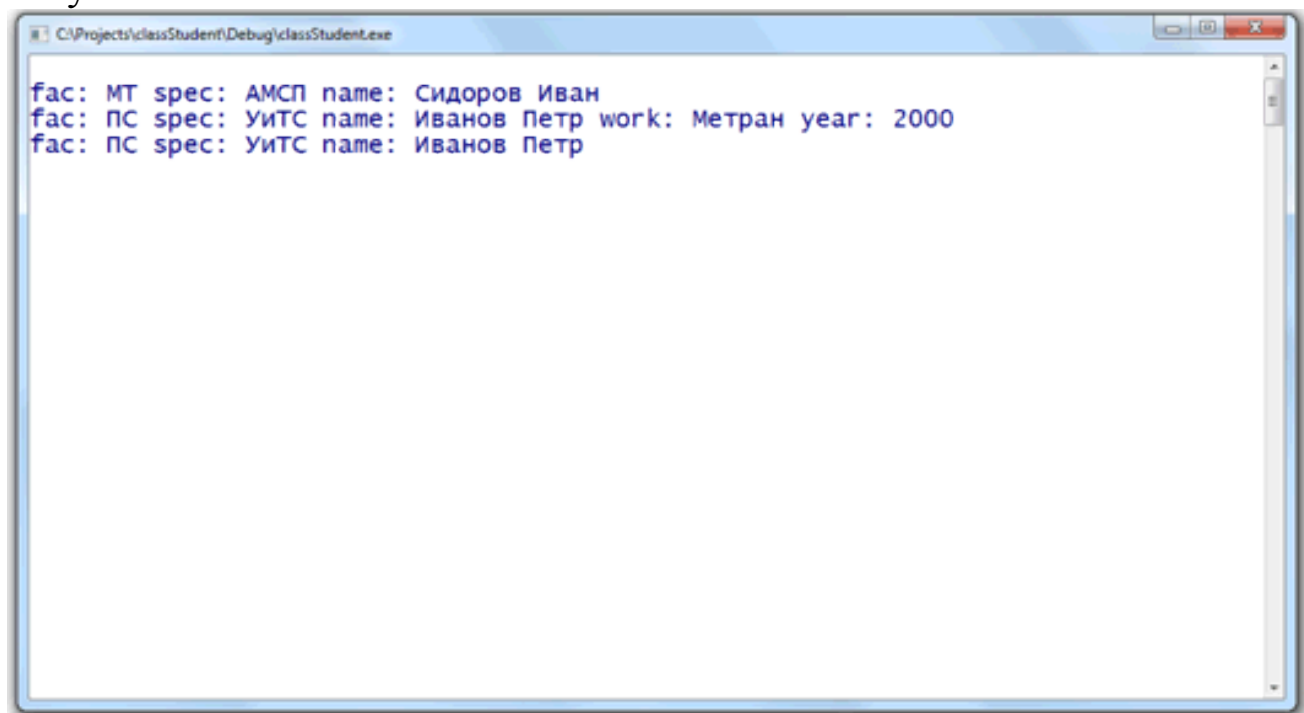 C:\Projects\classStudent\Debug\classStudent.exe
fac: МТ spec: АМСП name: Сидоров Иван
fac: ПС spec: УиТС name: Иванов Петр work: Метран year: 2000
fac: ПС spec: УиТС name: Иванов Петр